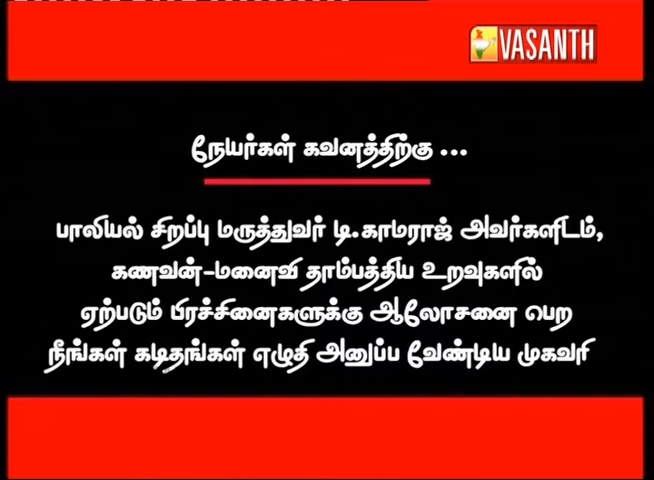 VASANTH
நேயர்கள் கவனத்திற்கு ...
பாலியல் சிறப்பு மருத்துவர் டி.காமராஜ் அவர்களிடம்,
கணவன்-மனைவி தாம்பத்திய உறவுகளில்
ஏற்படும் பிரச்சினைகளுக்கு ஆலோசனை பெற
நீங்கள் கடிதங்கள் எழுதி அனுப்ப வேண்டிய முகவரி